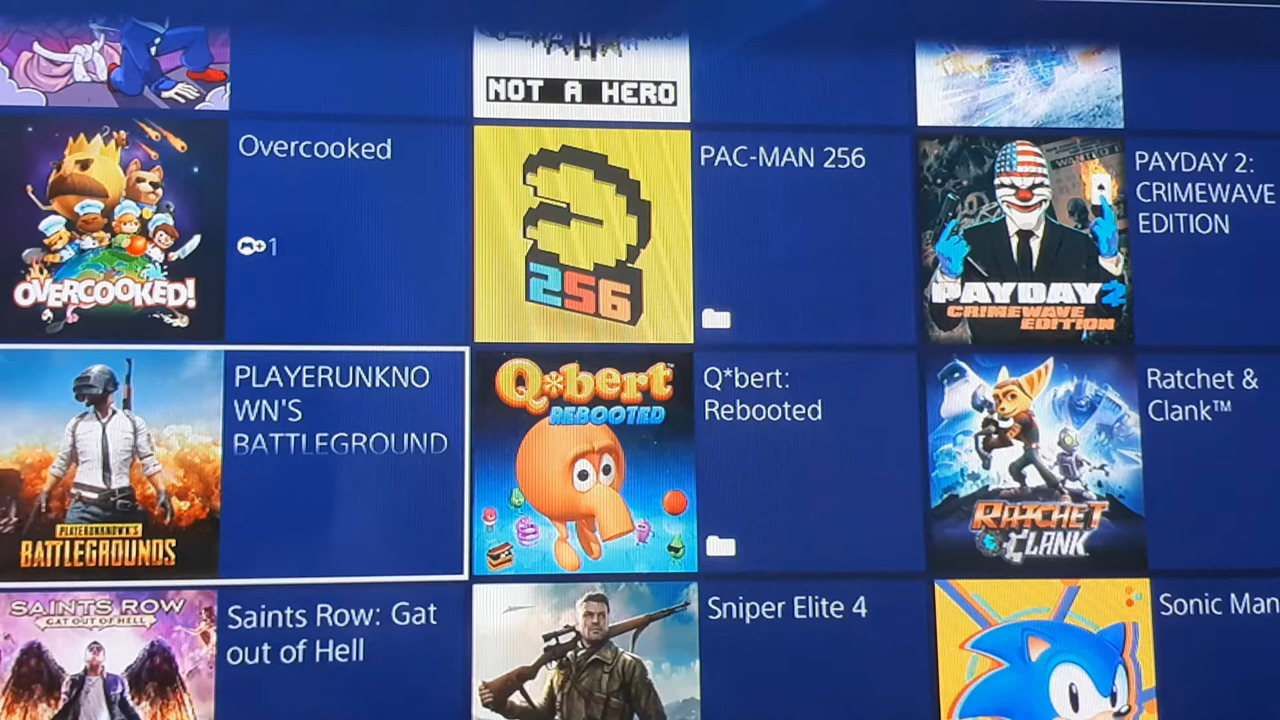 NOT A HERO
Overcooked
+1
OVERCOOKED!
PAC-MAN 256
256
PAYDAY 2:
CRIMEWAVE
EDITION
WANTED
PAYDAY 2
CRIMEWAVE
EDITION
PLAYERUNKNO
WN'S
BATTLEGROUND
PLAYERUNKNOWN'S
BATTLEGROUNDS
Q*bert:
Rebooted
Q*bert™
REBOOTED
Ratchet &
Clank™
RATCHET
CLANK
Saints Row: Gat
out of Hell
SAINTS ROW
GAT OUT OF HELL
Sniper Elite 4
Sonic Man